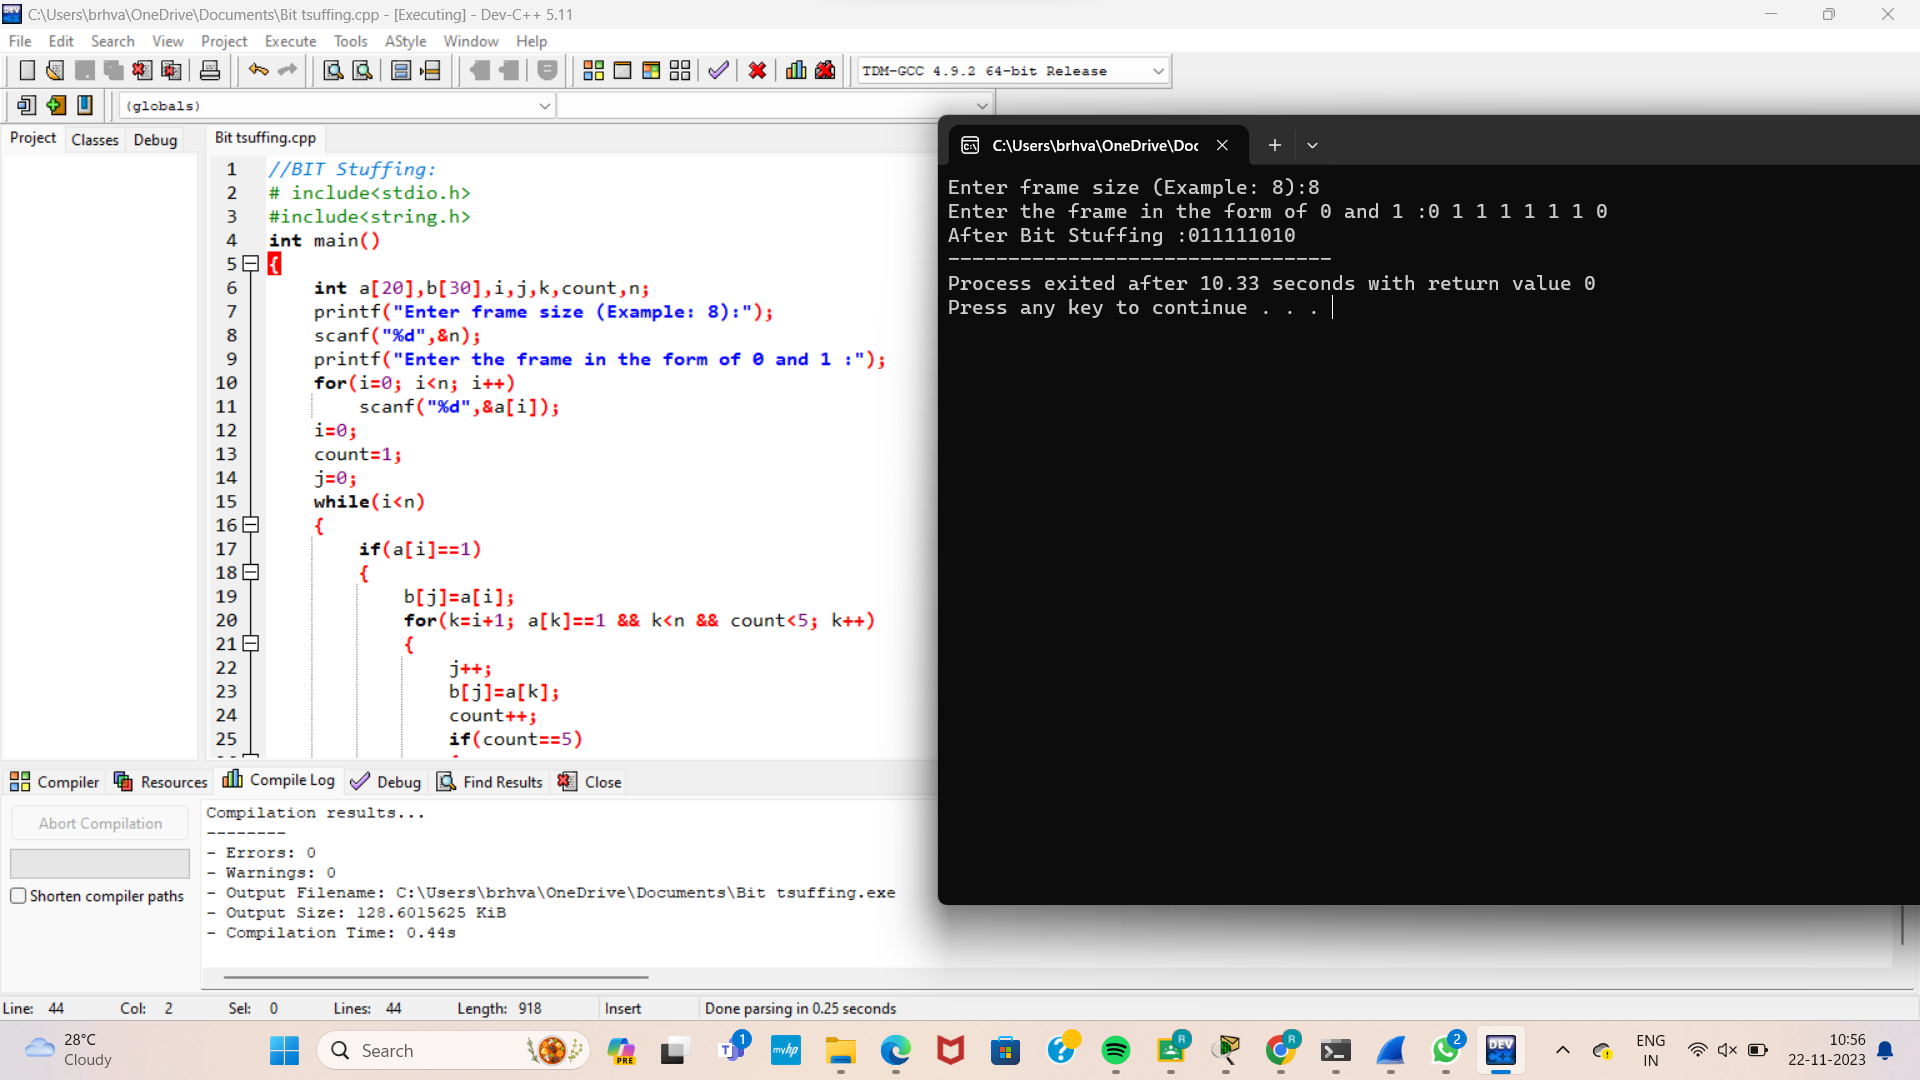 C:\Users\brhva\OneDrive\Documents\Bit tsuffing.cpp - [Executing] - Dev-C++ 5.11
File Edit Search View Project Execute Tools AStyle Window Help
TDM-GCC 4.9.2 64-bit Release
(globals)
Project Classes Debug
Bit tsuffing.cpp
1 //BIT Stuffing:
2 # include<stdio.h>
3 #include<string.h>
4 int main()
5 {
6 int a[20],b[30],i,j,k,count,n;
7 printf("Enter frame size (Example: 8):");
8 scanf("%d",&n);
9 printf("Enter the frame in the form of 0 and 1 :");
10 for(i=0; i<n; i++)
11 scanf("%d",&a[i]);
12 i=0;
13 count=1;
14 j=0;
15 while(i<n)
16 {
17 if(a[i]==1)
18 {
19 b[j]=a[i];
20 for(k=i+1; a[k]==1 && k<n && count<5; k++)
21 {
22 j++;
23 b[j]=a[k];
24 count++;
25 if(count==5)
C:\Users\brhva\OneDrive\Doc
Enter frame size (Example: 8):8
Enter the frame in the form of 0 and 1 :0 1 1 1 1 1 1 0
After Bit Stuffing :011111010
--------------------------------
Process exited after 10.33 seconds with return value 0
Press any key to continue . . .
Compiler Resources Compile Log Debug Find Results Close
Abort Compilation
Shorten compiler paths
Compilation results...
--------
- Errors: 0
- Warnings: 0
- Output Filename: C:\Users\brhva\OneDrive\Documents\Bit tsuffing.exe
- Output Size: 128.6015625 KiB
- Compilation Time: 0.44s
Line: 44 Col: 2 Sel: 0 Lines: 44 Length: 918 Insert Done parsing in 0.25 seconds
28°C
Cloudy
Search
PRE
1
myhp
R
R
2
DEV C++
ENG
IN
10:56
22-11-2023